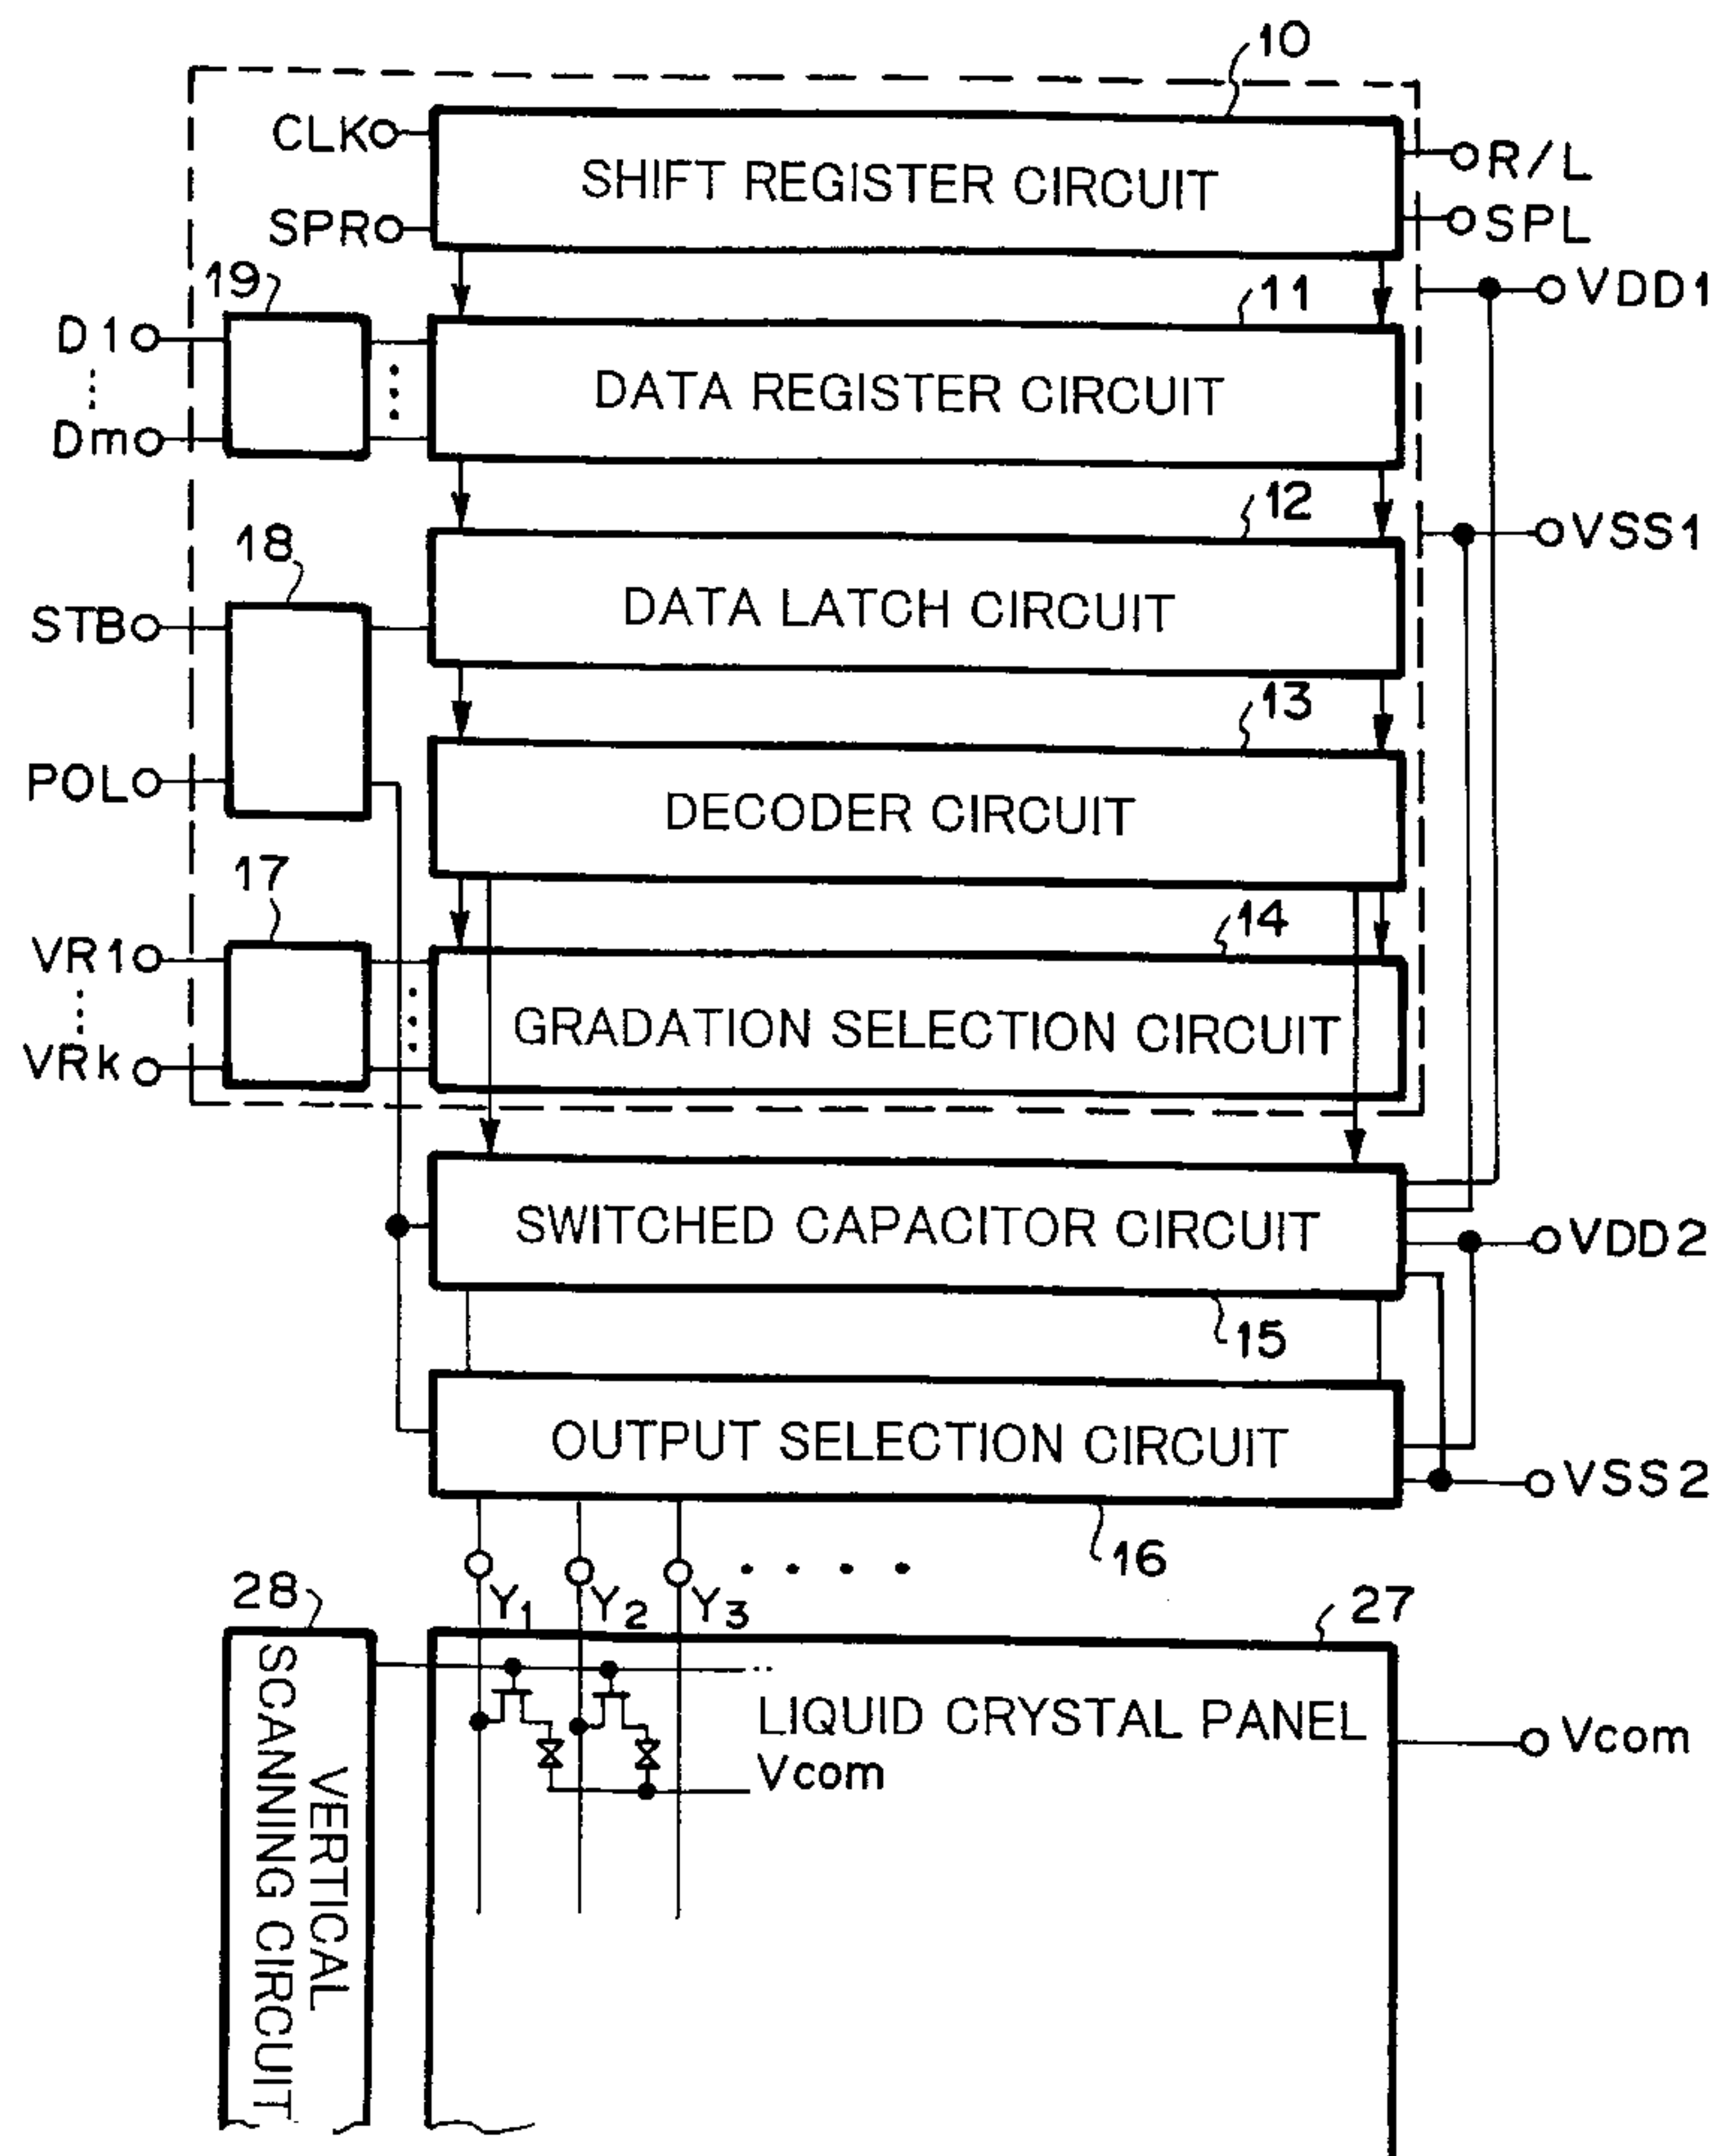 10
CLK
SHIFT REGISTER CIRCUIT
R/L
SPR
SPL
19
11
VDD1
D1
DATA REGISTER CIRCUIT
Dm
18
12
VSS1
STB
DATA LATCH CIRCUIT
13
POL
DECODER CIRCUIT
17
14
VR1
GRADATION SELECTION CIRCUIT
VRk
SWITCHED CAPACITOR CIRCUIT
VDD2
15
OUTPUT SELECTION CIRCUIT
VSS2
16
28
Y1
Y2
Y3
27
VERTICAL
SCANNING CIRCUIT
LIQUID CRYSTAL PANEL
Vcom
Vcom